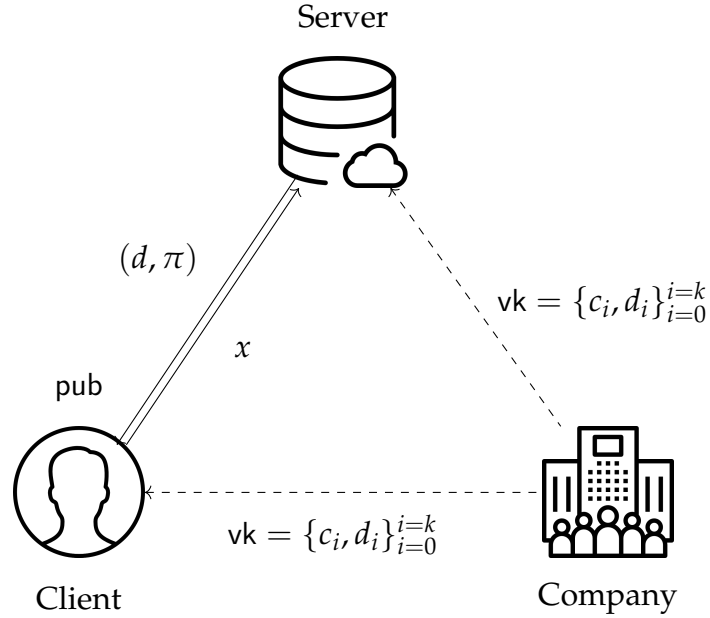 Server
(d, π)
vk = {c_i, d_i}_{i=0}^{i=k}
x
pub
vk = {c_i, d_i}_{i=0}^{i=k}
Client
Company